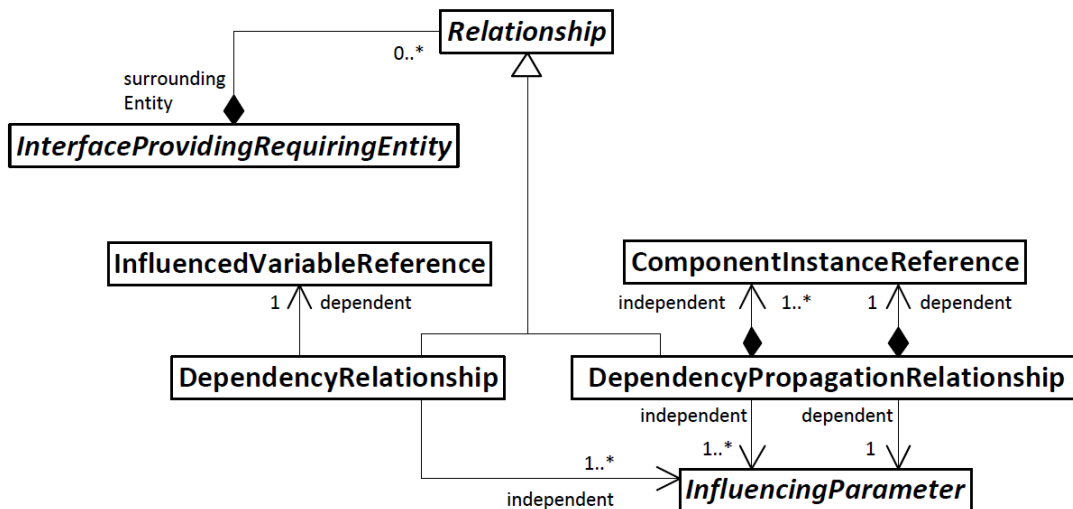 Relationship
0..*
surrounding
Entity
InterfaceProvidingRequiringEntity
InfluencedVariableReference
ComponentInstanceReference
1 dependent
independent 1..* 1 dependent
DependencyRelationship
DependencyPropagationRelationship
independent dependent
1..* 1
1..*
independent
InfluencingParameter